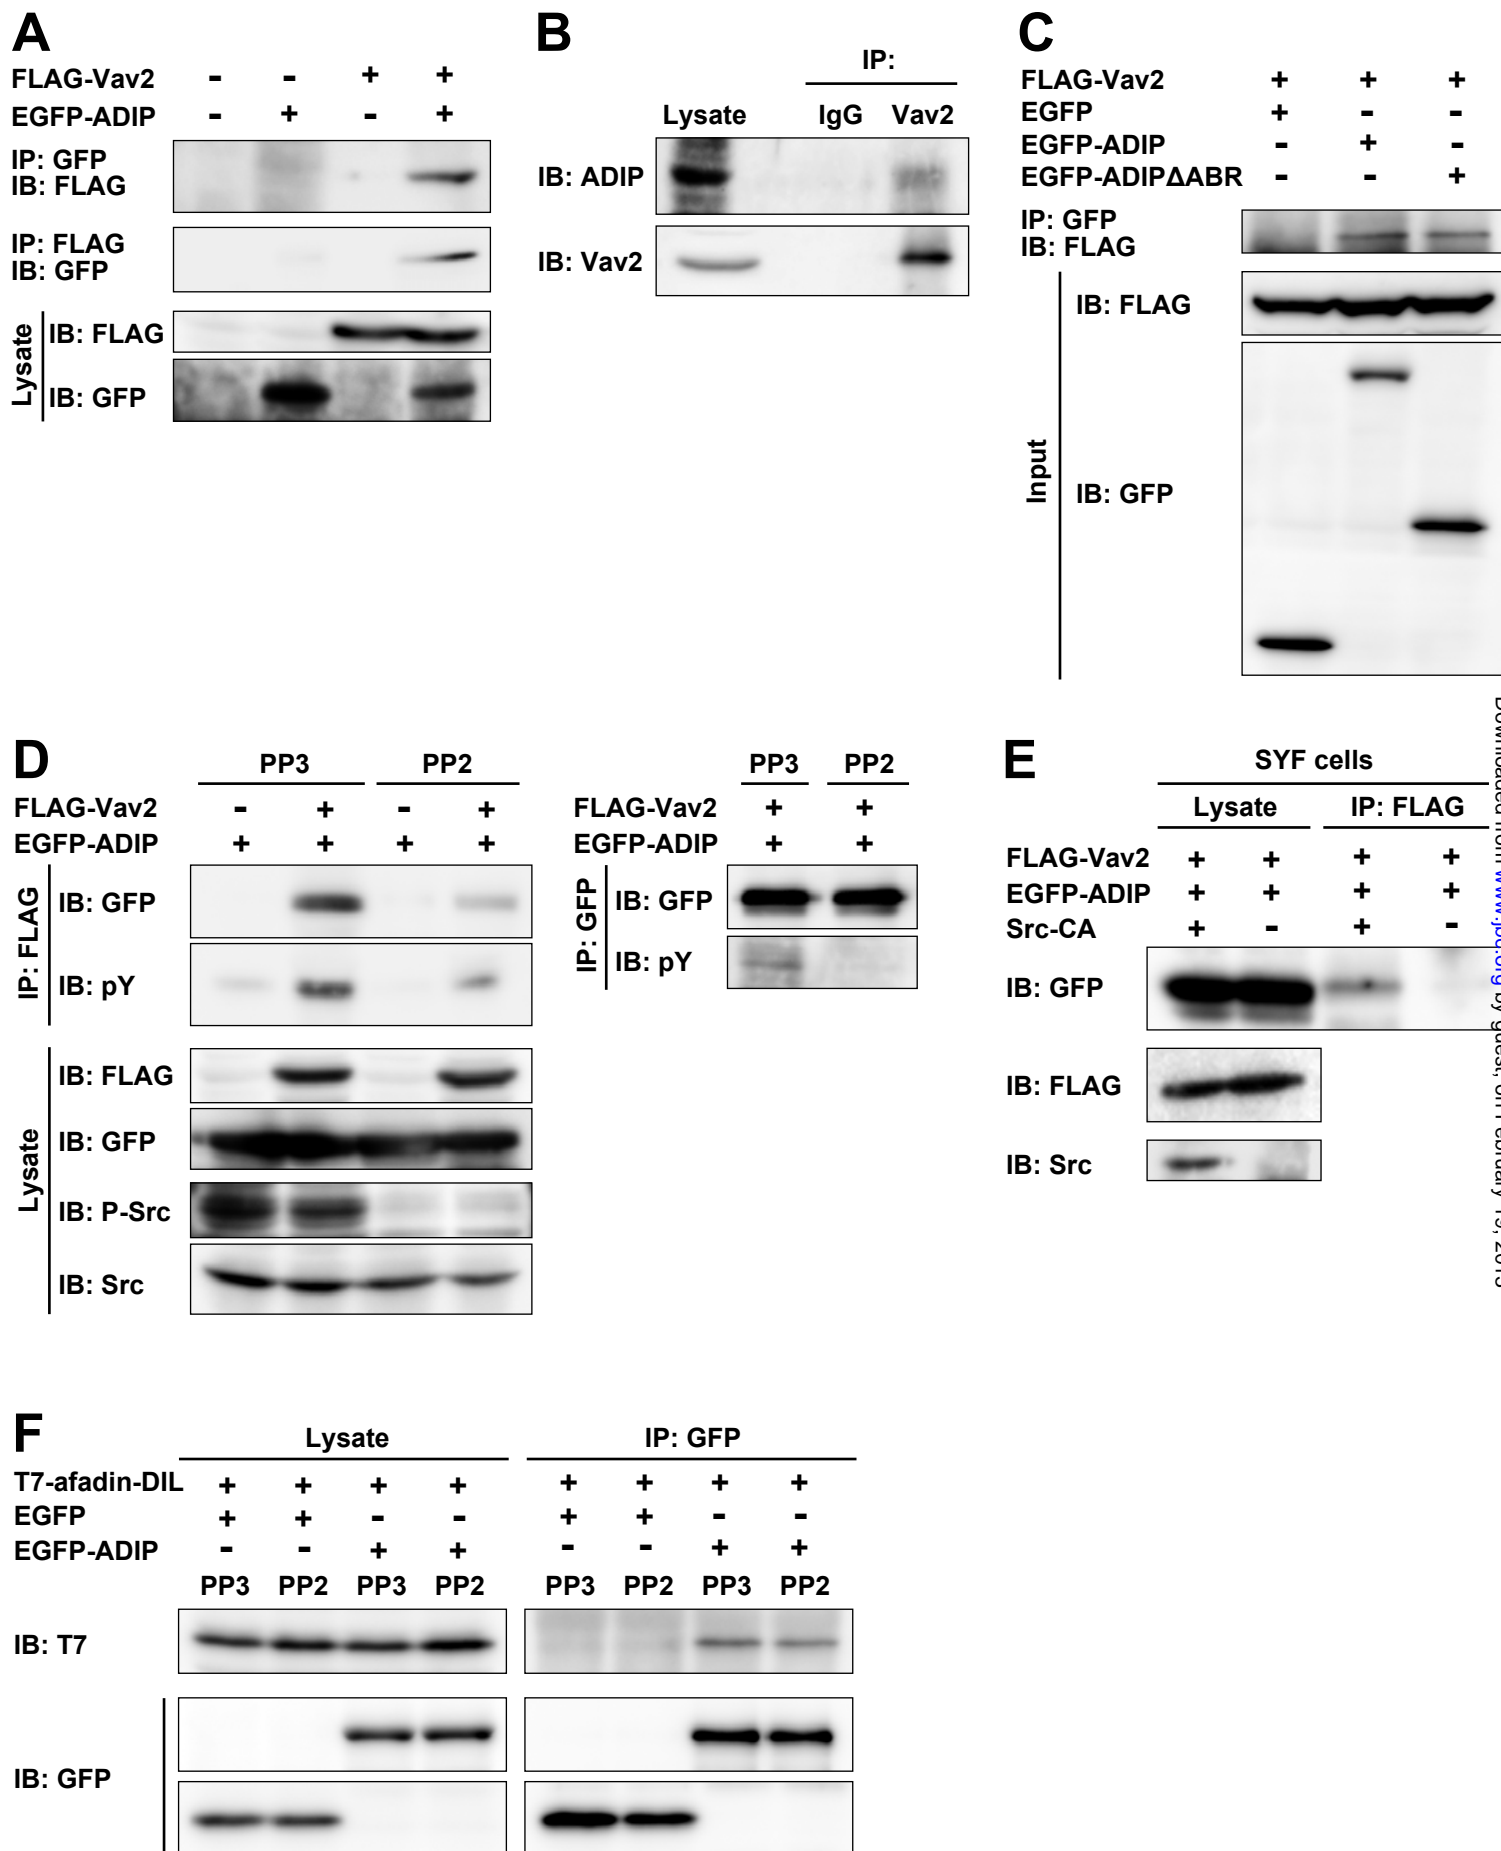 A
FLAG-Vav2 - - + +
EGFP-ADIP - + - +
IP: GFP
IB: FLAG
IP: FLAG
IB: GFP
Lysate
IB: FLAG
IB: GFP
B
IP:
Lysate IgG Vav2
IB: ADIP
IB: Vav2
C
FLAG-Vav2 + + +
EGFP + - -
EGFP-ADIP - + -
EGFP-ADIPΔABR - - +
IP: GFP
IB: FLAG
Input
IB: FLAG
IB: GFP
D
PP3 PP2
FLAG-Vav2 - + - +
EGFP-ADIP + + + +
IP: FLAG
IB: GFP
IB: pY
Lysate
IB: FLAG
IB: GFP
IB: P-Src
IB: Src
PP3 PP2
FLAG-Vav2 + +
EGFP-ADIP + +
IP: GFP
IB: GFP
IB: pY
E
SYF cells
Lysate IP: FLAG
FLAG-Vav2 + + + +
EGFP-ADIP + + + +
Src-CA + - + -
IB: GFP
IB: FLAG
IB: Src
F
Lysate IP: GFP
T7-afadin-DIL + + + + + + + +
EGFP + + - - + + - -
EGFP-ADIP - - + + - - + +
PP3 PP2 PP3 PP2 PP3 PP2 PP3 PP2
IB: T7
IB: GFP